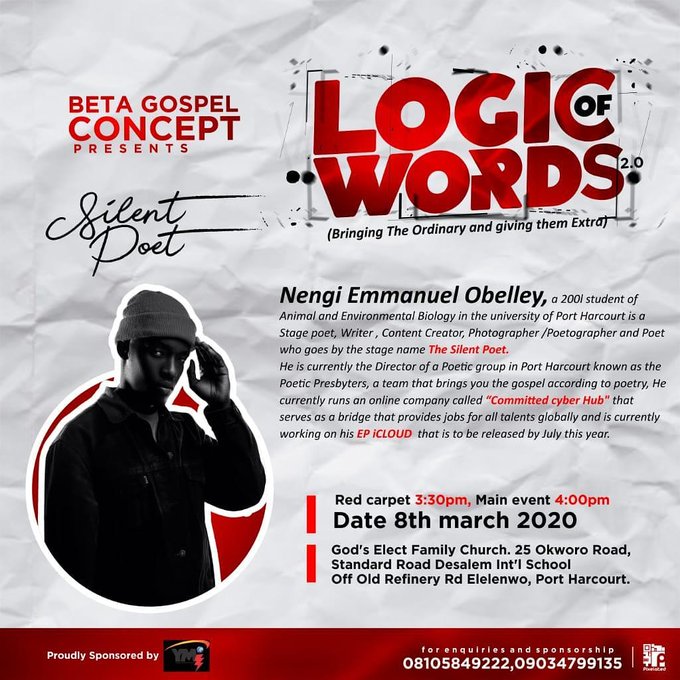 BETA GOSPEL
CONCEPT
PRESENTS
LOGIC
OF
WORDS
2.0
(Bringing The Ordinary and giving them Extra)
Silent
Poet
Nengi Emmanuel Obelley, a 200l student of
Animal and Environmental Biology in the university of Port Harcourt is a
Stage poet, Writer , Content Creator, Photographer /Poetographer and Poet
who goes by the stage name The Silent Poet.
He is currently the Director of a Poetic group in Port Harcourt known as the
Poetic Presbyters, a team that brings you the gospel according to poetry, He
currently runs an online company called "Committed cyber Hub" that
serves as a bridge that provides jobs for all talents globally and is currently
working on his EP iCLOUD that is to be released by July this year.
Red carpet 3:30pm, Main event 4:00pm
Date 8th march 2020
God's Elect Family Church. 25 Okworo Road,
Standard Road Desalem Int'l School
Off Old Refinery Rd Elelenwo, Port Harcourt.
Proudly Sponsored by
for enquiries and sponsorship
08105849222,09034799135